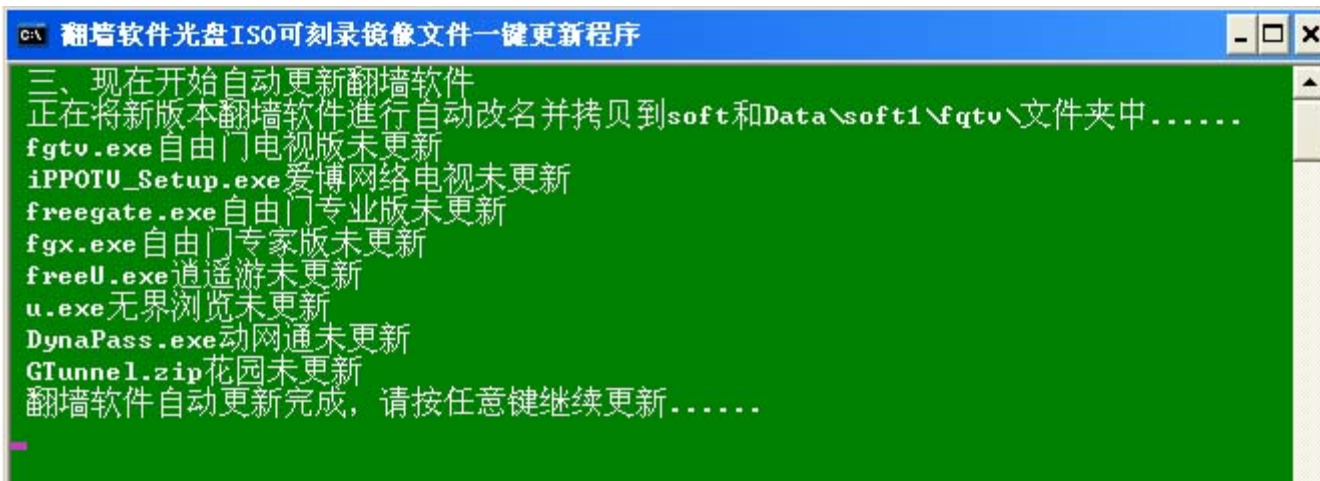 翻墙软件光盘ISO可刻录镜像文件一键更新程序
三、现在开始自动更新翻墙软件
正在将新版本翻墙软件進行自动改名并拷贝到soft和Data\soft1\fqtv\文件夹中......
fgtv.exe自由门电视版未更新
iPPOTV_Setup.exe爱博网络电视未更新
freegate.exe自由门专业版未更新
fgx.exe自由门专家版未更新
freeU.exe逍遥游未更新
u.exe无界浏览未更新
DynaPass.exe动网通未更新
GTunnel.zip花园未更新
翻墙软件自动更新完成，请按任意键继续更新......